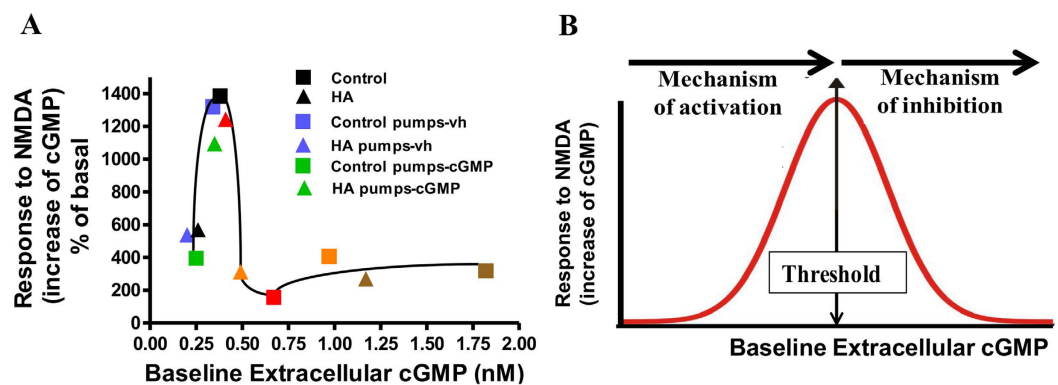 A
Response to NMDA
(increase of cGMP)
% of basal
1400
1200
1000
800
600
400
200
0
0.00 0.25 0.50 0.75 1.00 1.25 1.50 1.75 2.00
Baseline Extracellular cGMP (nM)
Control
HA
Control pumps-vh
HA pumps-vh
Control pumps-cGMP
HA pumps-cGMP
B
Mechanism
of activation
Mechanism
of inhibition
Response to NMDA
(increase of cGMP)
Threshold
Baseline Extracellular cGMP